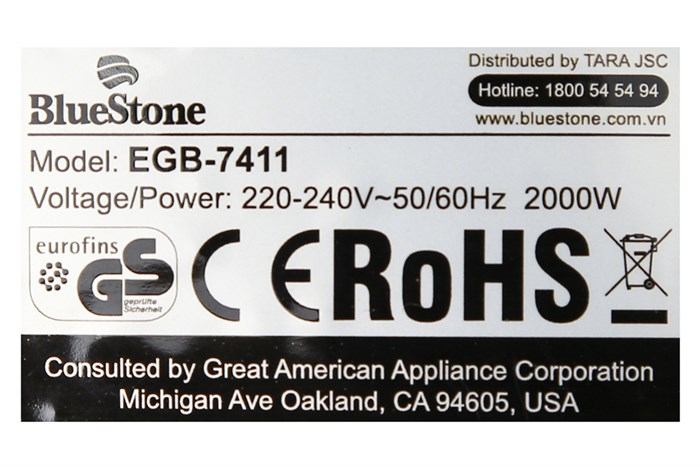 BlueStone
Distributed by TARA JSC
Hotline: 1800 54 54 94
www.bluestone.com.vn
Model: EGB-7411
Voltage/Power: 220-240V~50/60Hz 2000W
eurofins
GS
geprüfte
Sicherheit
CE RoHS
Consulted by Great American Appliance Corporation
Michigan Ave Oakland, CA 94605, USA